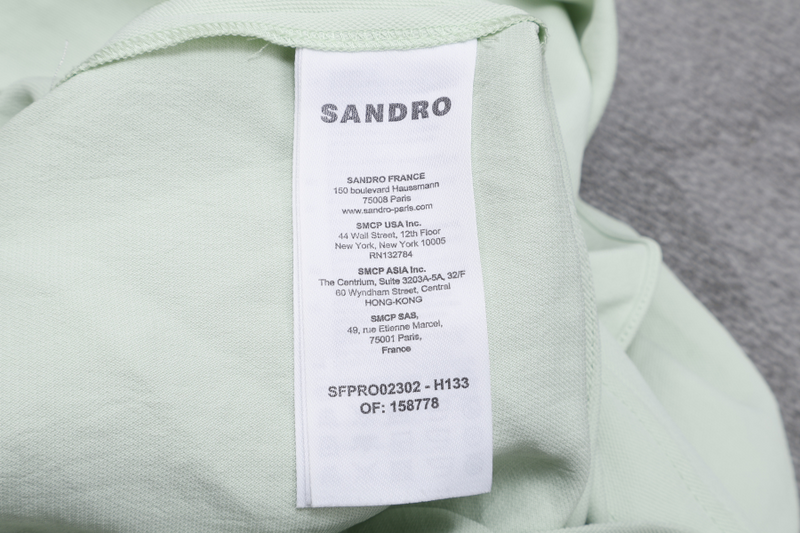 SANDRO
SANDRO FRANCE
150 boulevard Haussmann
75008 Paris
www.sandro-paris.com
SMCP USA Inc.
44 Wall Street, 12th Floor
New York, New York 10005
RN132784
SMCP ASIA Inc.
The Centrium, Suite 3203A-5A, 32/F
60 Wyndham Street, Central
HONG-KONG
SMCP SAS,
49, rue Etienne Marcel,
75001 Paris,
France
SFPRO02302 - H133
OF: 158778